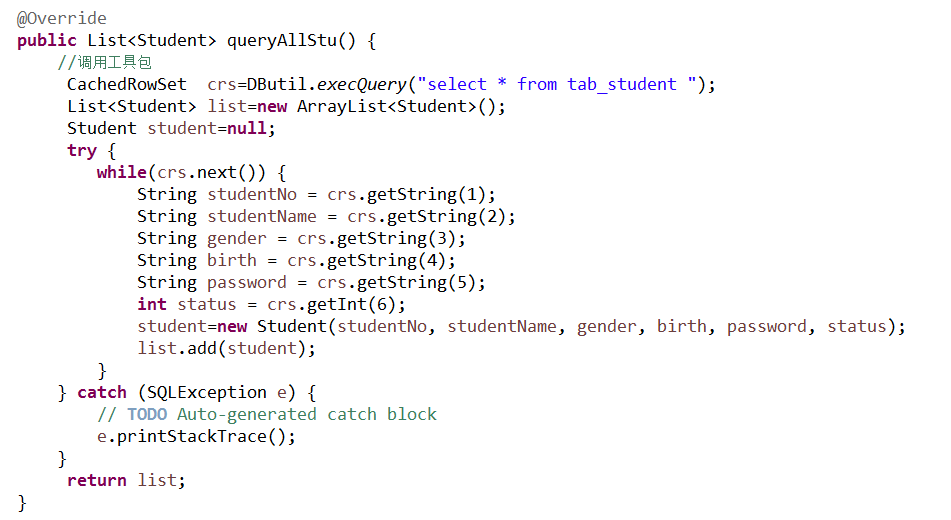 @Override
public List<Student> queryAllStu() {
    //调用工具包
     CachedRowSet  crs=DButil.execQuery("select * from tab_student ");
     List<Student> list=new ArrayList<Student>();
     Student student=null;
     try {
        while(crs.next()) {
            String studentNo = crs.getString(1);
            String studentName = crs.getString(2);
            String gender = crs.getString(3);
            String birth = crs.getString(4);
            String password = crs.getString(5);
            int status = crs.getInt(6);
            student=new Student(studentNo, studentName, gender, birth, password, status);
            list.add(student);
        }
    } catch (SQLException e) {
        // TODO Auto-generated catch block
        e.printStackTrace();
    }
     return list;
}